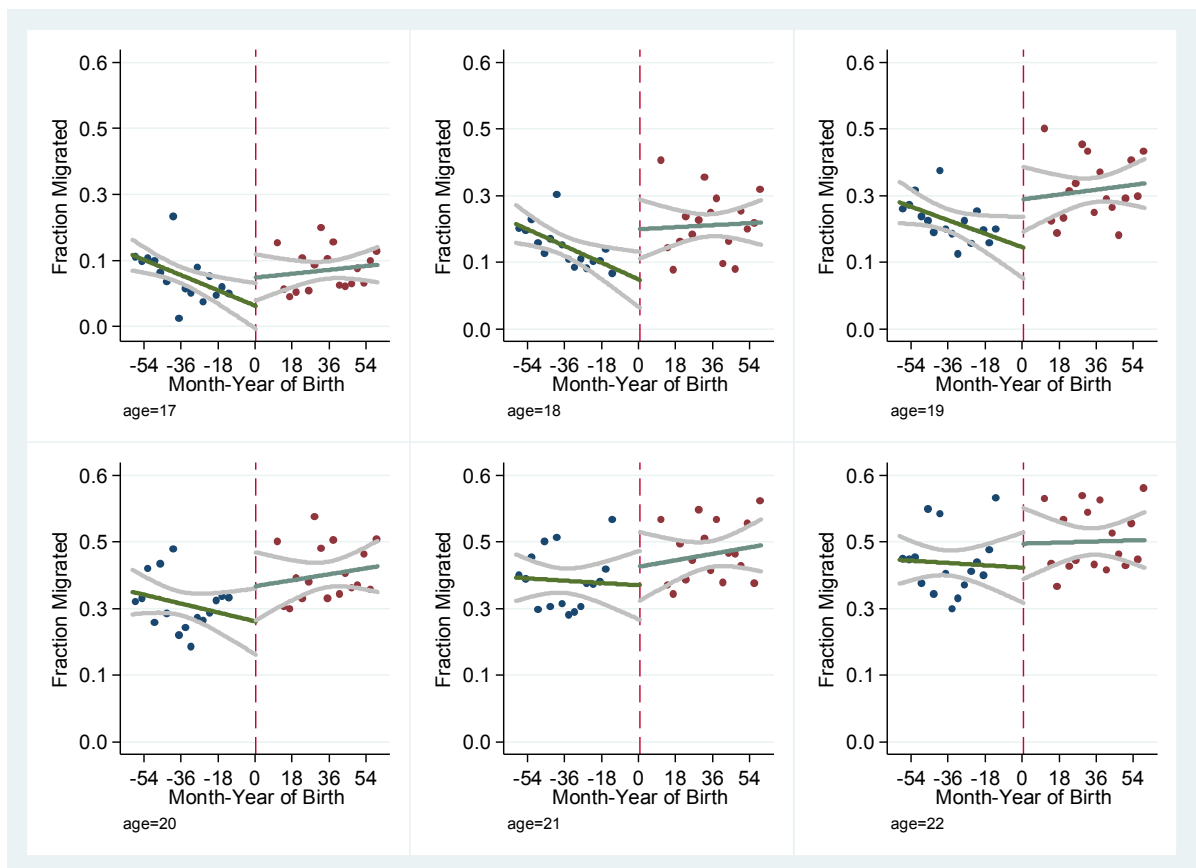 Fraction Migrated
0.6
0.5
0.3
0.1
0.0
-54 -36 -18 0 18 36 54
Month-Year of Birth
age=17
Fraction Migrated
0.6
0.5
0.3
0.1
0.0
-54 -36 -18 0 18 36 54
Month-Year of Birth
age=18
Fraction Migrated
0.6
0.5
0.3
0.1
0.0
-54 -36 -18 0 18 36 54
Month-Year of Birth
age=19
Fraction Migrated
0.6
0.5
0.3
0.1
0.0
-54 -36 -18 0 18 36 54
Month-Year of Birth
age=20
Fraction Migrated
0.6
0.5
0.3
0.1
0.0
-54 -36 -18 0 18 36 54
Month-Year of Birth
age=21
Fraction Migrated
0.6
0.5
0.3
0.1
0.0
-54 -36 -18 0 18 36 54
Month-Year of Birth
age=22